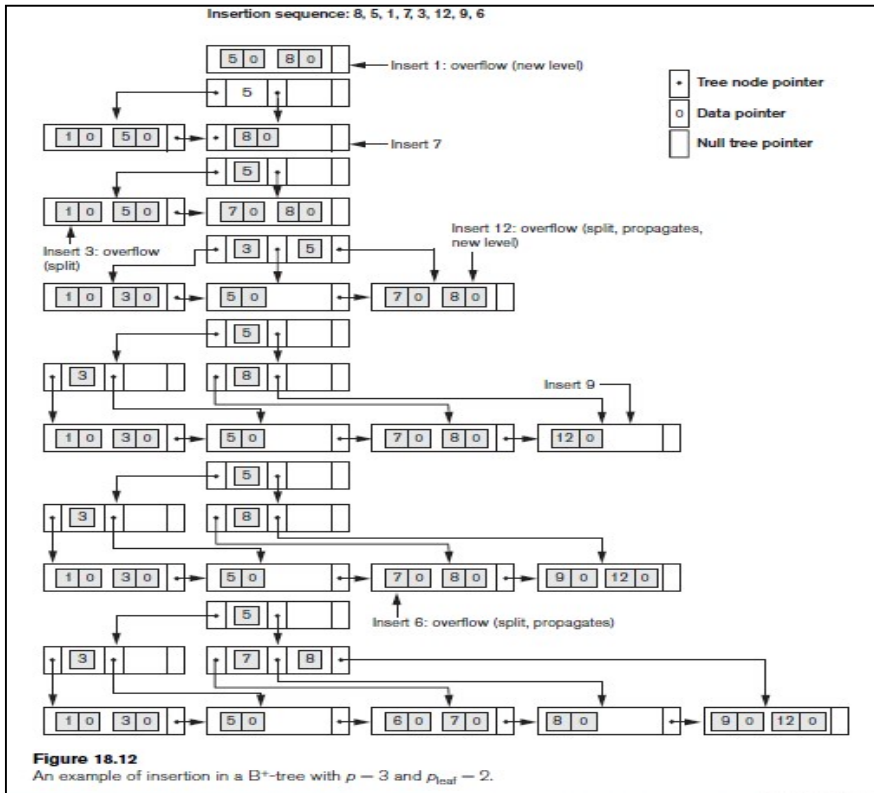 Insertion sequence: 8, 5, 1, 7, 3, 12, 9, 6
5 o 8 o
Insert 1: overflow (new level)
Tree node pointer
o Data pointer
Null tree pointer
5
1 o 5 o 8 o
Insert 7
5
1 o 5 o 7 o 8 o
Insert 3: overflow
(split)
Insert 12: overflow (split, propagates,
new level)
3 5
1 o 3 o 5 o 7 o 8 o
5
3 8
Insert 9
1 o 3 o 5 o 7 o 8 o 12 o
5
3 8
1 o 3 o 5 o 7 o 8 o 9 o 12 o
Insert 6: overflow (split, propagates)
5
3 7 8
1 o 3 o 5 o 6 o 7 o 8 o 9 o 12 o
Figure 18.12
An example of insertion in a B+-tree with p — 3 and pleaf — 2.